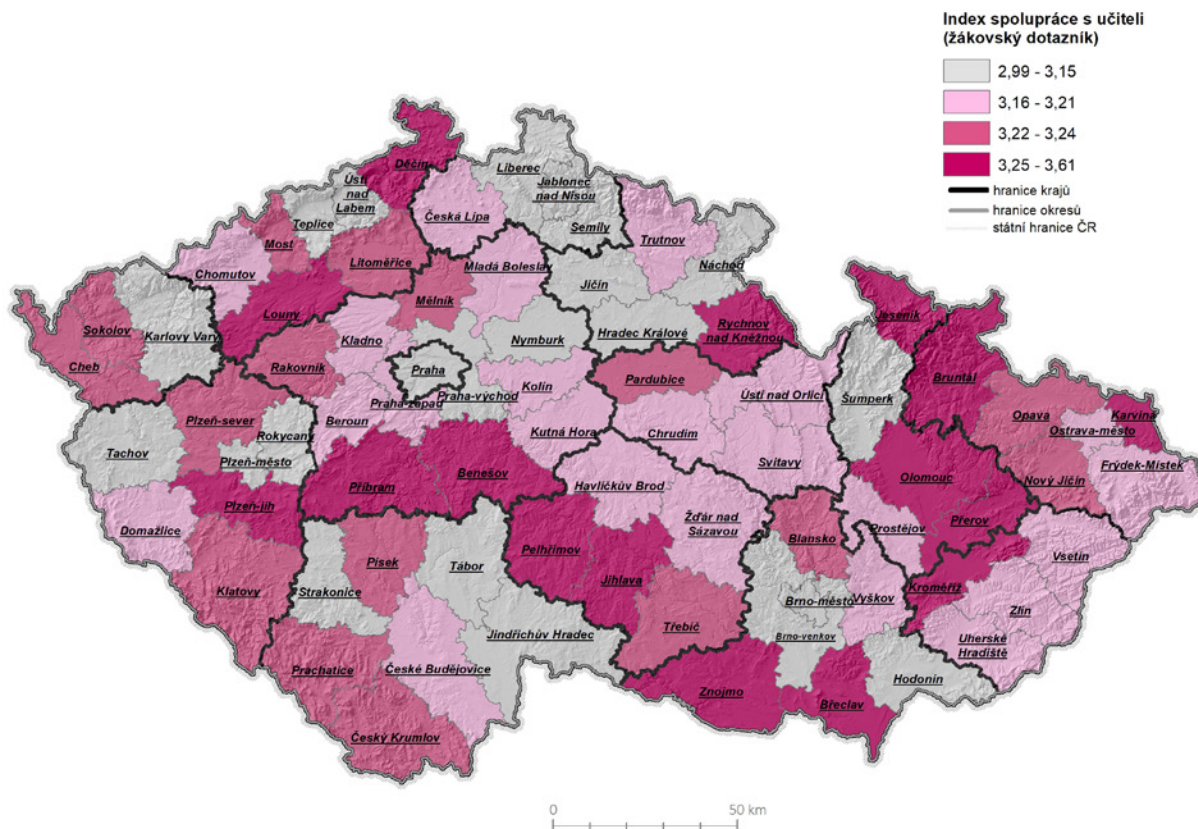 Index spolupráce s učiteli
(žákovský dotazník)
2,99 - 3,15
3,16 - 3,21
3,22 - 3,24
3,25 - 3,61
hranice krajů
hranice okresů
státní hranice ČR
Děčín
Liberec
Ústí
nad
Labem
Jablonec
nad Nisou
Teplice
Česká Lípa
Semily
Most
Trutnov
Litoměřice
Chomutov
Mladá Boleslav
Náchod
Jičín
Mělník
Louny
Jeseník
Sokolov
Karlovy Vary
Kladno
Nymburk
Hradec Králové
Rychnov
nad Kněžnou
Cheb
Rakovník
Praha
Bruntál
Kolín
Pardubice
Praha-východ
Praha-západ
Ústí nad Orlicí
Šumperk
Plzeň-sever
Beroun
Opava
Karviná
Ostrava-město
Rokycany
Kutná Hora
Chrudim
Tachov
Plzeň-město
Svitavy
Frýdek-Místek
Benešov
Olomouc
Příbram
Nový Jičín
Havlíčkův Brod
Plzeň-jih
Žďár nad
Sázavou
Přerov
Domažlice
Prostějov
Blansko
Vsetín
Pelhřimov
Písek
Tábor
Jihlava
Kroměříž
Klatovy
Strakonice
Brno-město
Vyškov
Zlín
Třebíč
Jindřichův Hradec
Brno-venkov
Uherské
Hradiště
Prachatice
České Budějovice
Hodonín
Znojmo
Břeclav
Český Krumlov
0
50 km